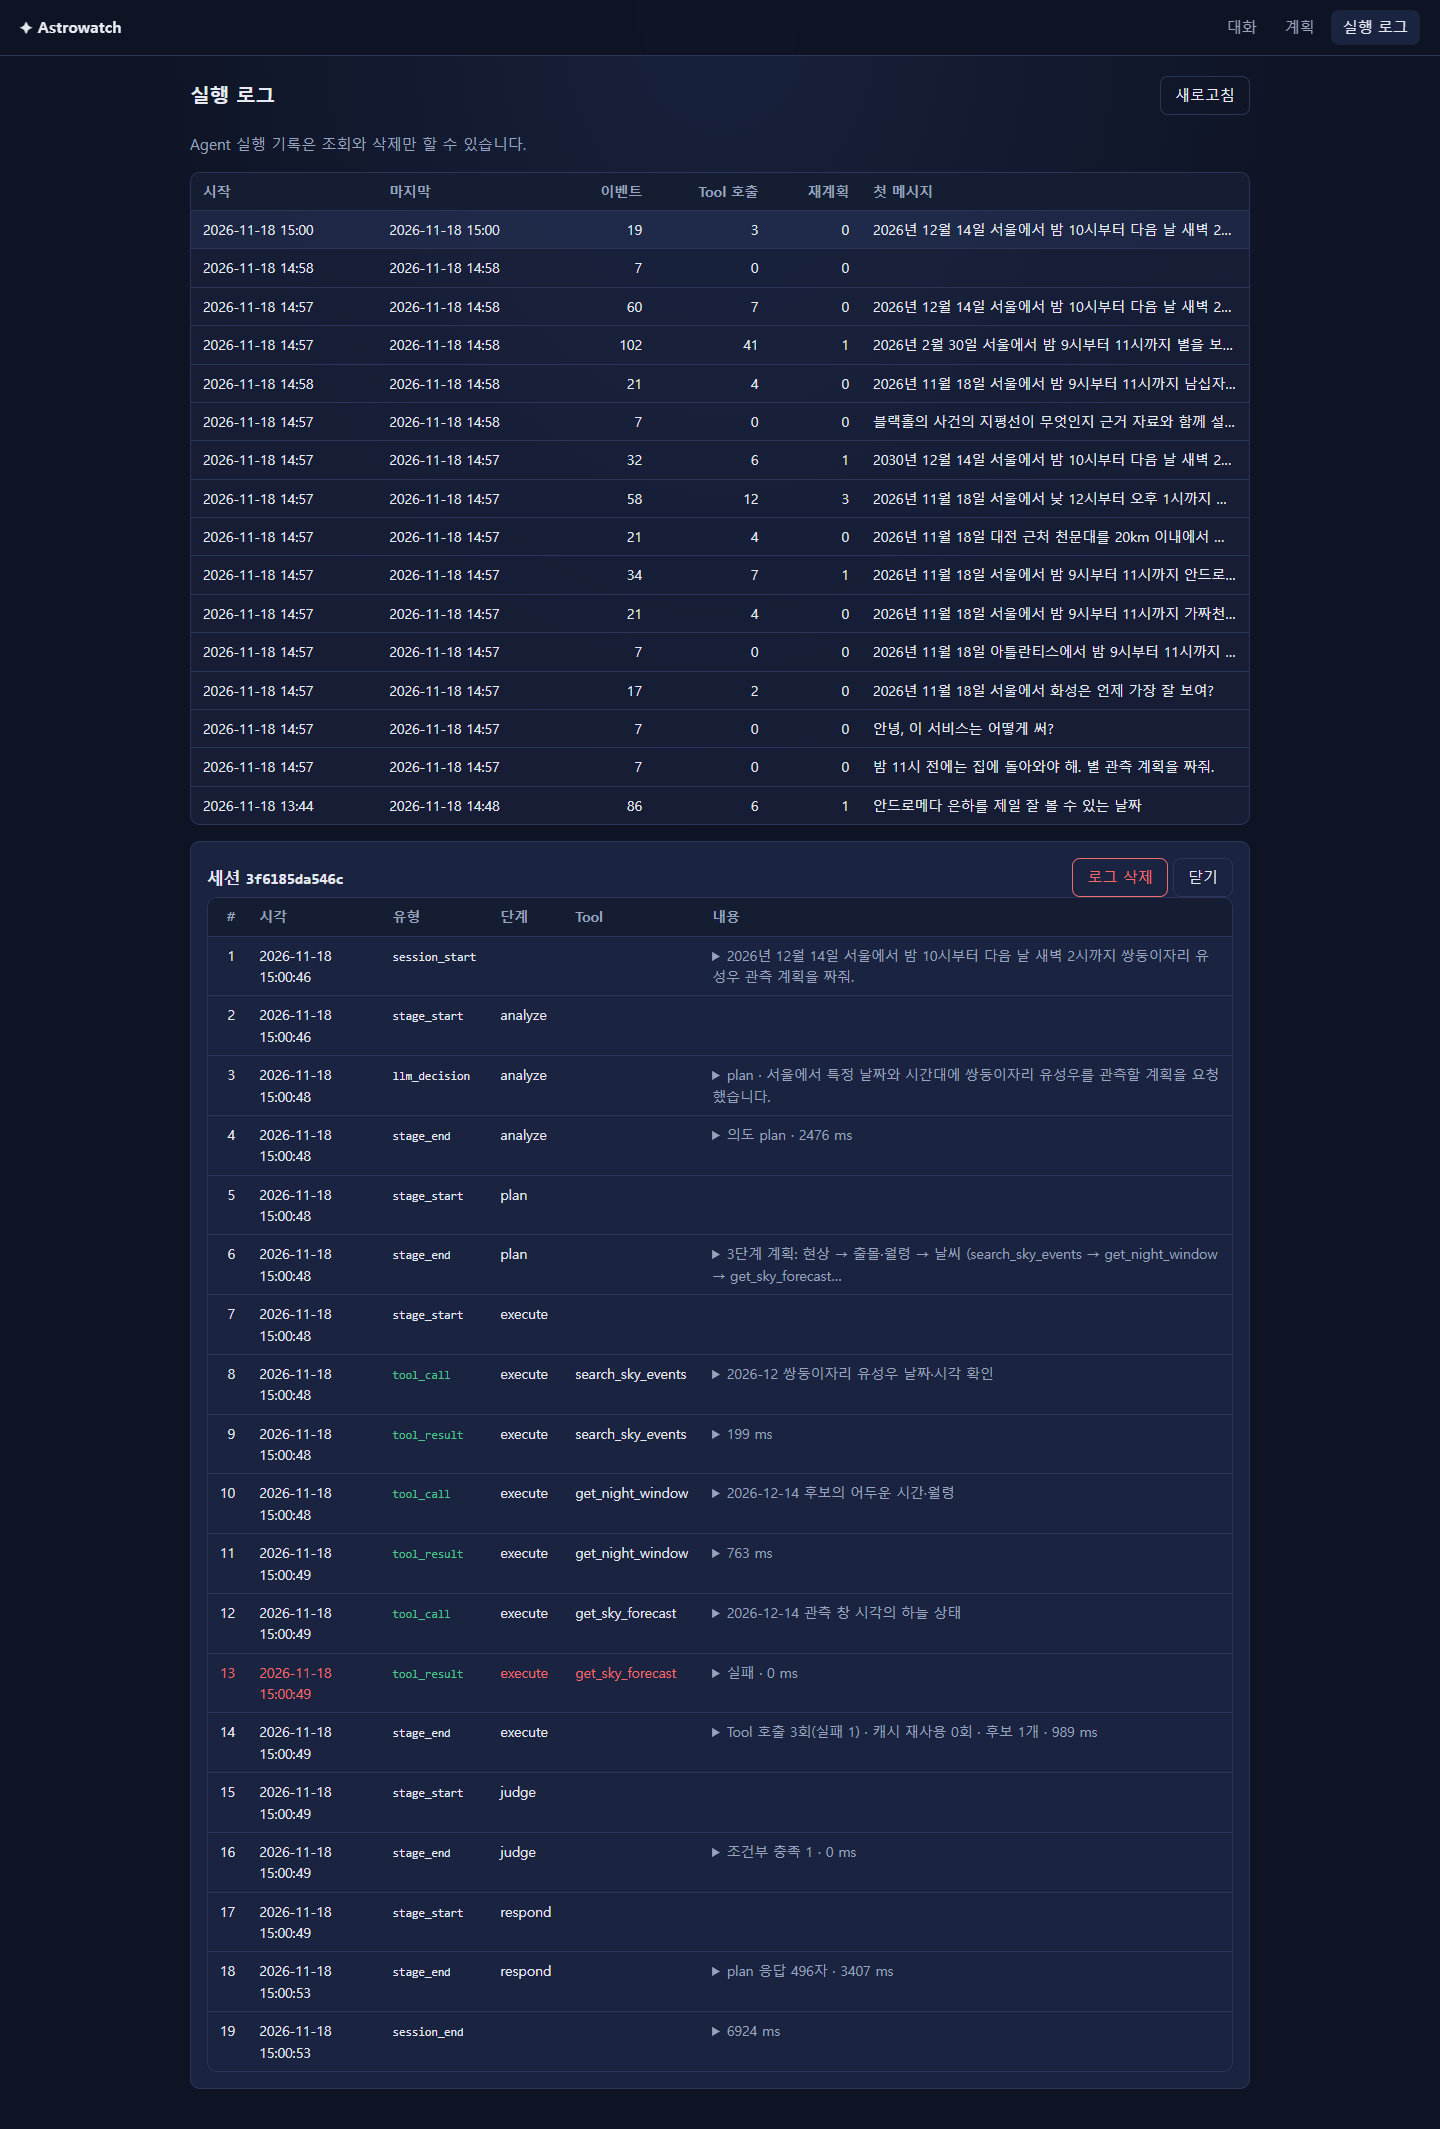 ✦ Astrowatch 대화 계획 실행 로그
실행 로그 새로고침
Agent 실행 기록은 조회와 삭제만 할 수 있습니다.
시작 마지막 이벤트 Tool 호출 재계획 첫 메시지
2026-11-18 15:00 2026-11-18 15:00 19 3 0 2026년 12월 14일 서울에서 밤 10시부터 다음 날 새벽 2...
2026-11-18 14:58 2026-11-18 14:58 7 0 0
2026-11-18 14:57 2026-11-18 14:58 60 7 0 2026년 12월 14일 서울에서 밤 10시부터 다음 날 새벽 2...
2026-11-18 14:57 2026-11-18 14:58 102 41 1 2026년 2월 30일 서울에서 밤 9시부터 11시까지 별을 보...
2026-11-18 14:58 2026-11-18 14:58 21 4 0 2026년 11월 18일 서울에서 밤 9시부터 11시까지 남십자...
2026-11-18 14:57 2026-11-18 14:58 7 0 0 블랙홀의 사건의 지평선이 무엇인지 근거 자료와 함께 설...
2026-11-18 14:57 2026-11-18 14:57 32 6 1 2030년 12월 14일 서울에서 밤 10시부터 다음 날 새벽 2...
2026-11-18 14:57 2026-11-18 14:57 58 12 3 2026년 11월 18일 서울에서 낮 12시부터 오후 1시까지 ...
2026-11-18 14:57 2026-11-18 14:57 21 4 0 2026년 11월 18일 대전 근처 천문대를 20km 이내에서 ...
2026-11-18 14:57 2026-11-18 14:57 34 7 1 2026년 11월 18일 서울에서 밤 9시부터 11시까지 안드로...
2026-11-18 14:57 2026-11-18 14:57 21 4 0 2026년 11월 18일 서울에서 밤 9시부터 11시까지 가짜천...
2026-11-18 14:57 2026-11-18 14:57 7 0 0 2026년 11월 18일 아틀란티스에서 밤 9시부터 11시까지 ...
2026-11-18 14:57 2026-11-18 14:57 17 2 0 2026년 11월 18일 서울에서 화성은 언제 가장 잘 보여?
2026-11-18 14:57 2026-11-18 14:57 7 0 0 안녕, 이 서비스는 어떻게 써?
2026-11-18 14:57 2026-11-18 14:57 7 0 0 밤 11시 전에는 집에 돌아와야 해. 별 관측 계획을 짜줘.
2026-11-18 13:44 2026-11-18 14:48 86 6 1 안드로메다 은하를 제일 잘 볼 수 있는 날짜
세션 3f6185da546c 로그 삭제 닫기
# 시각 유형 단계 Tool 내용
1 2026-11-18 session_start ▶ 2026년 12월 14일 서울에서 밤 10시부터 다음 날 새벽 2시까지 쌍둥이자리 유
15:00:46 성우 관측 계획을 짜줘.
2 2026-11-18 stage_start analyze
15:00:46
3 2026-11-18 llm_decision analyze ▶ plan · 서울에서 특정 날짜와 시간대에 쌍둥이자리 유성우를 관측할 계획을 요청
15:00:48 했습니다.
4 2026-11-18 stage_end analyze ▶ 의도 plan · 2476 ms
15:00:48
5 2026-11-18 stage_start plan
15:00:48
6 2026-11-18 stage_end plan ▶ 3단계 계획: 현상 → 출몰·월령 → 날씨 (search_sky_events → get_night_window
15:00:48 → get_sky_forecast...
7 2026-11-18 stage_start execute
15:00:48
8 2026-11-18 tool_call execute search_sky_events ▶ 2026-12 쌍둥이자리 유성우 날짜·시각 확인
15:00:48
9 2026-11-18 tool_result execute search_sky_events ▶ 199 ms
15:00:48
10 2026-11-18 tool_call execute get_night_window ▶ 2026-12-14 후보의 어두운 시간·월령
15:00:48
11 2026-11-18 tool_result execute get_night_window ▶ 763 ms
15:00:49
12 2026-11-18 tool_call execute get_sky_forecast ▶ 2026-12-14 관측 창 시각의 하늘 상태
15:00:49
13 2026-11-18 tool_result execute get_sky_forecast ▶ 실패 · 0 ms
15:00:49
14 2026-11-18 stage_end execute ▶ Tool 호출 3회(실패 1) · 캐시 재사용 0회 · 후보 1개 · 989 ms
15:00:49
15 2026-11-18 stage_start judge
15:00:49
16 2026-11-18 stage_end judge ▶ 조건부 충족 1 · 0 ms
15:00:49
17 2026-11-18 stage_start respond
15:00:49
18 2026-11-18 stage_end respond ▶ plan 응답 496자 · 3407 ms
15:00:53
19 2026-11-18 session_end ▶ 6924 ms
15:00:53